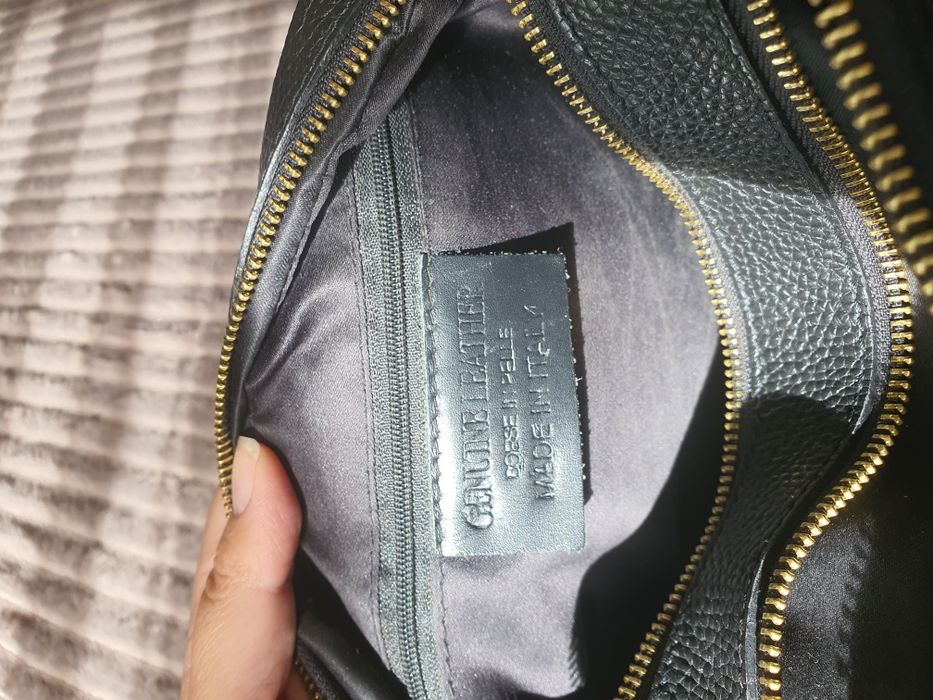 GENUINE LEATHER
BORSE IN PELLE
MADE IN ITALY